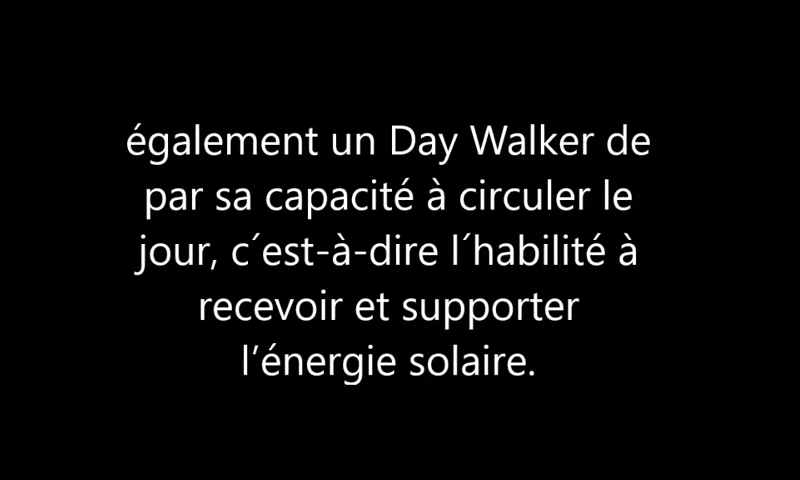 également un Day Walker de
par sa capacité à circuler le
jour, c´est-à-dire l´habilité à
recevoir et supporter
l’énergie solaire.